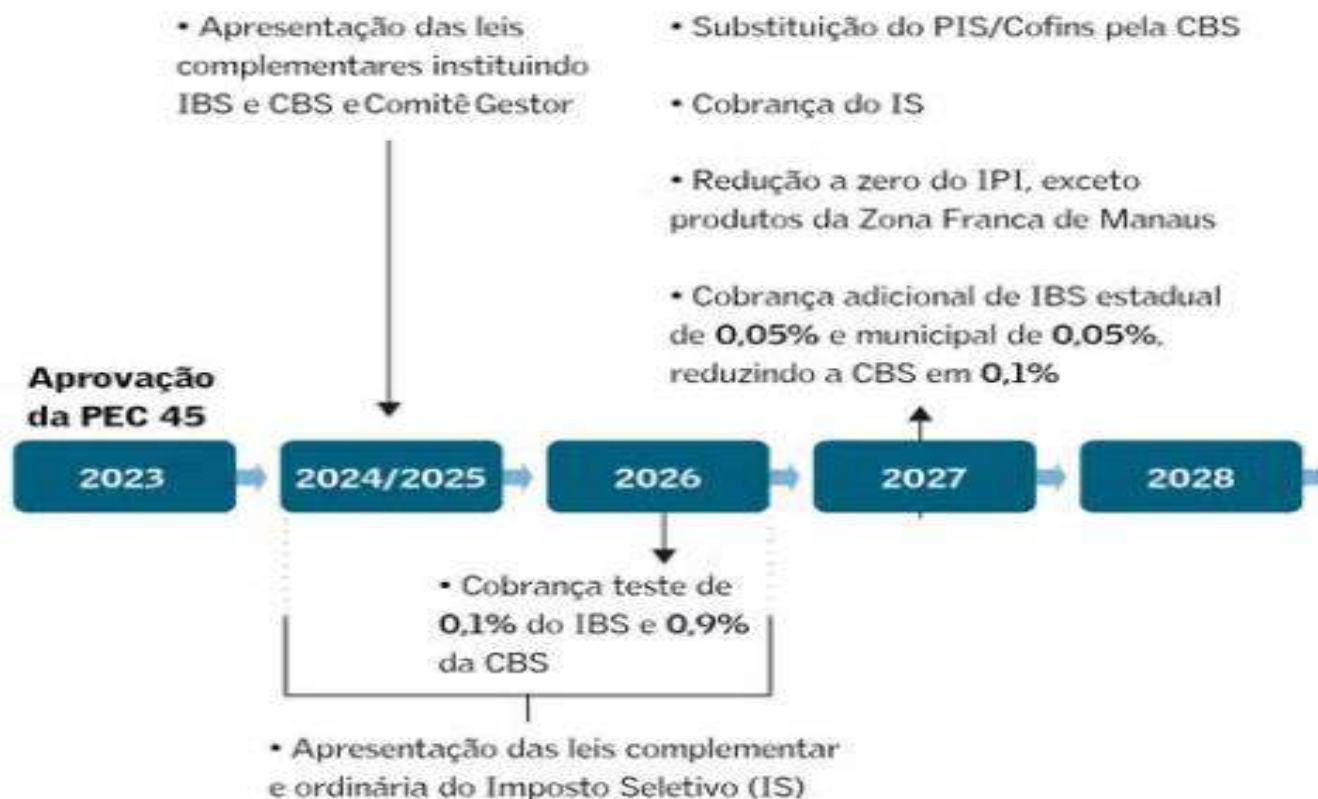 • Apresentação das leis
complementares instituindo
IBS e CBS e Comitê Gestor
• Substituição do PIS/Cofins pela CBS
• Cobrança do IS
• Redução a zero do IPI, exceto
produtos da Zona Franca de Manaus
• Cobrança adicional de IBS estadual
de 0,05% e municipal de 0,05%,
reduzindo a CBS em 0,1%
Aprovação
da PEC 45
2023
2024/2025
2026
2027
2028
• Cobrança teste de
0,1% do IBS e 0,9%
da CBS
• Apresentação das leis complementar
e ordinária do Imposto Seletivo (IS)